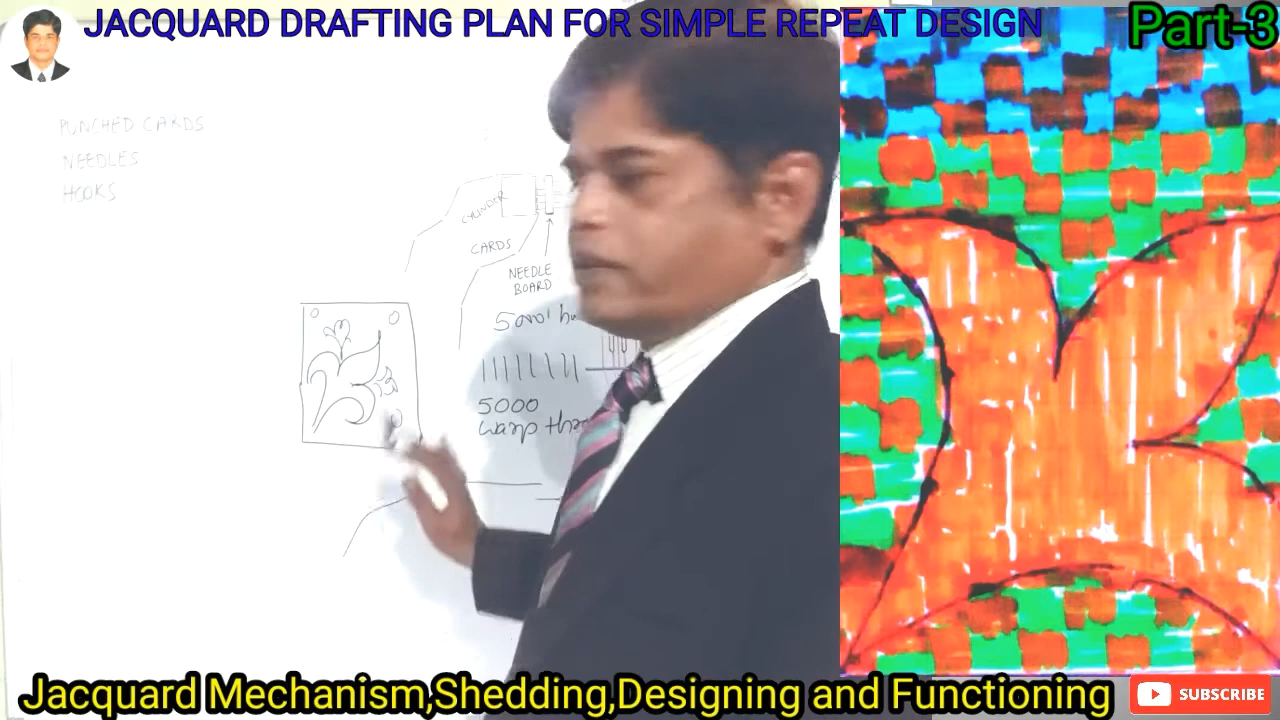 JACQUARD DRAFTING PLAN FOR SIMPLE REPEAT DESIGN
Part-3
PUNCHED CARDS
NEEDLES
HOOKS
CYLINDER
CARDS
NEEDLE
BOARD
5000
5000
warp
Jacquard Mechanism,Shedding,Designing and Functioning
SUBSCRIBE